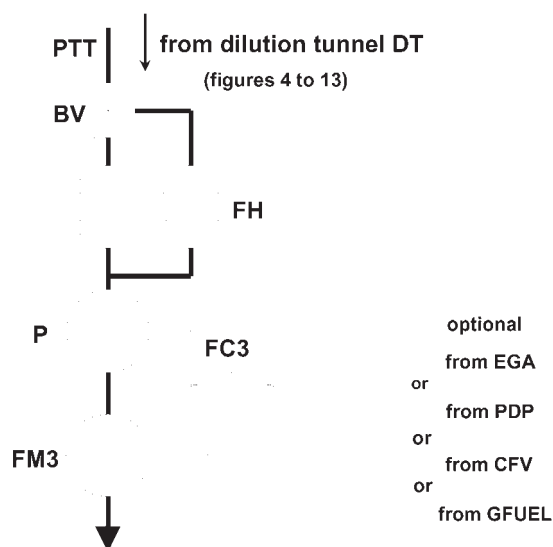 PTT
from dilution tunnel DT
(figures 4 to 13)
BV
FH
P
FC3
optional
from EGA
or
from PDP
or
FM3
from CFV
or
from GFUEL